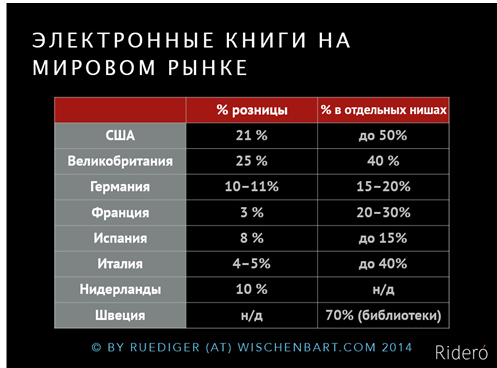 ЭЛЕКТРОННЫЕ КНИГИ НА
МИРОВОМ РЫНКЕ
% розницы % в отдельных нишах
США 21 % до 50%
Великобритания 25 % 40 %
Германия 10–11% 15–20%
Франция 3 % 20–30%
Испания 8 % до 15%
Италия 4–5% до 40%
Нидерланды 10 % н/д
Швеция н/д 70% (библиотеки)
© BY RUEDIGER (AT) WISCHENBART.COM 2014
Rideró